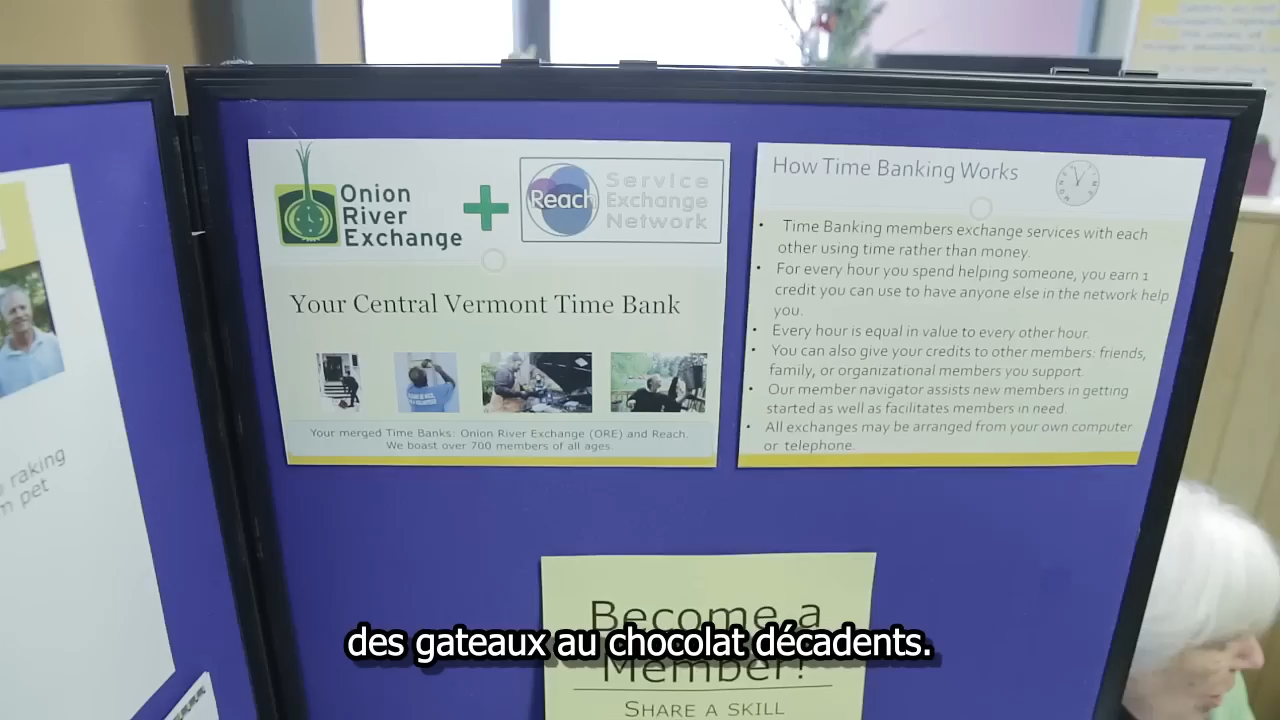 Onion
River
Exchange
Reach
Service
Exchange
Network
Your Central Vermont Time Bank
Your merged Time Banks: Onion River Exchange (ORE) and Reach.
We boast over 700 members of all ages.
How Time Banking Works
• Time Banking members exchange services with each
other using time rather than money.
• For every hour you spend helping someone, you earn 1
credit you can use to have anyone else in the network help
you.
• Every hour is equal in value to every other hour.
• You can also give your credits to other members: friends,
family, or organizational members you support.
• Our member navigator assists new members in getting
started as well as facilitates members in need.
• All exchanges may be arranged from your own computer
or telephone.
raking
pet
Become a
Member!
SHARE A SKILL
des gateaux au chocolat décadents.